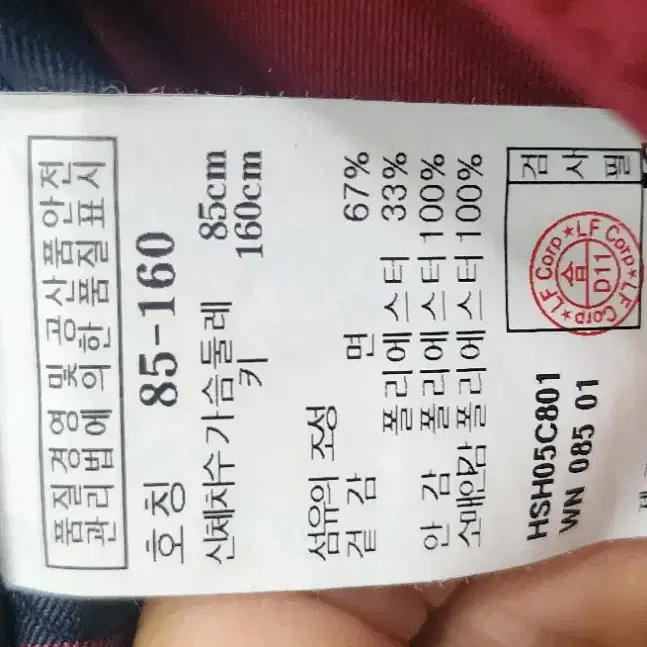 품질경영 및 공산품안전
관리법에 의한 품질표시
호칭 85-160
신체치수 가슴둘레 85cm
키 160cm
섬유의 조성
겉감 면 67%
폴리에스터 33%
안감 폴리에스터 100%
소매안감 폴리에스터 100%
검사필
★LF Corp★LF Corp★LF Corp
합
D11
HSH05C801
WN 085 01